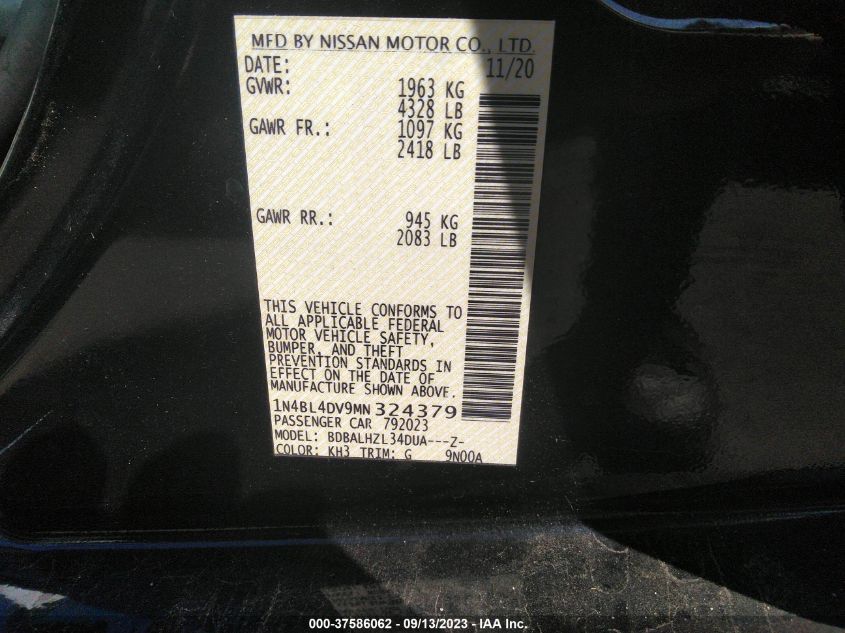 MFD BY NISSAN MOTOR CO., LTD.
DATE: 11/20
GVWR: 1963 KG
4328 LB
GAWR FR.: 1097 KG
2418 LB
GAWR RR.: 945 KG
2083 LB
THIS VEHICLE CONFORMS TO
ALL APPLICABLE FEDERAL
MOTOR VEHICLE SAFETY,
BUMPER, AND THEFT
PREVENTION STANDARDS IN
EFFECT ON THE DATE OF
MANUFACTURE SHOWN ABOVE.
1N4BL4DV9MN324379
PASSENGER CAR 792023
MODEL: BDBALHZL34DUA---Z-
COLOR: KH3 TRIM: G 9N00A
000-37586062 - 09/13/2023 - IAA Inc.